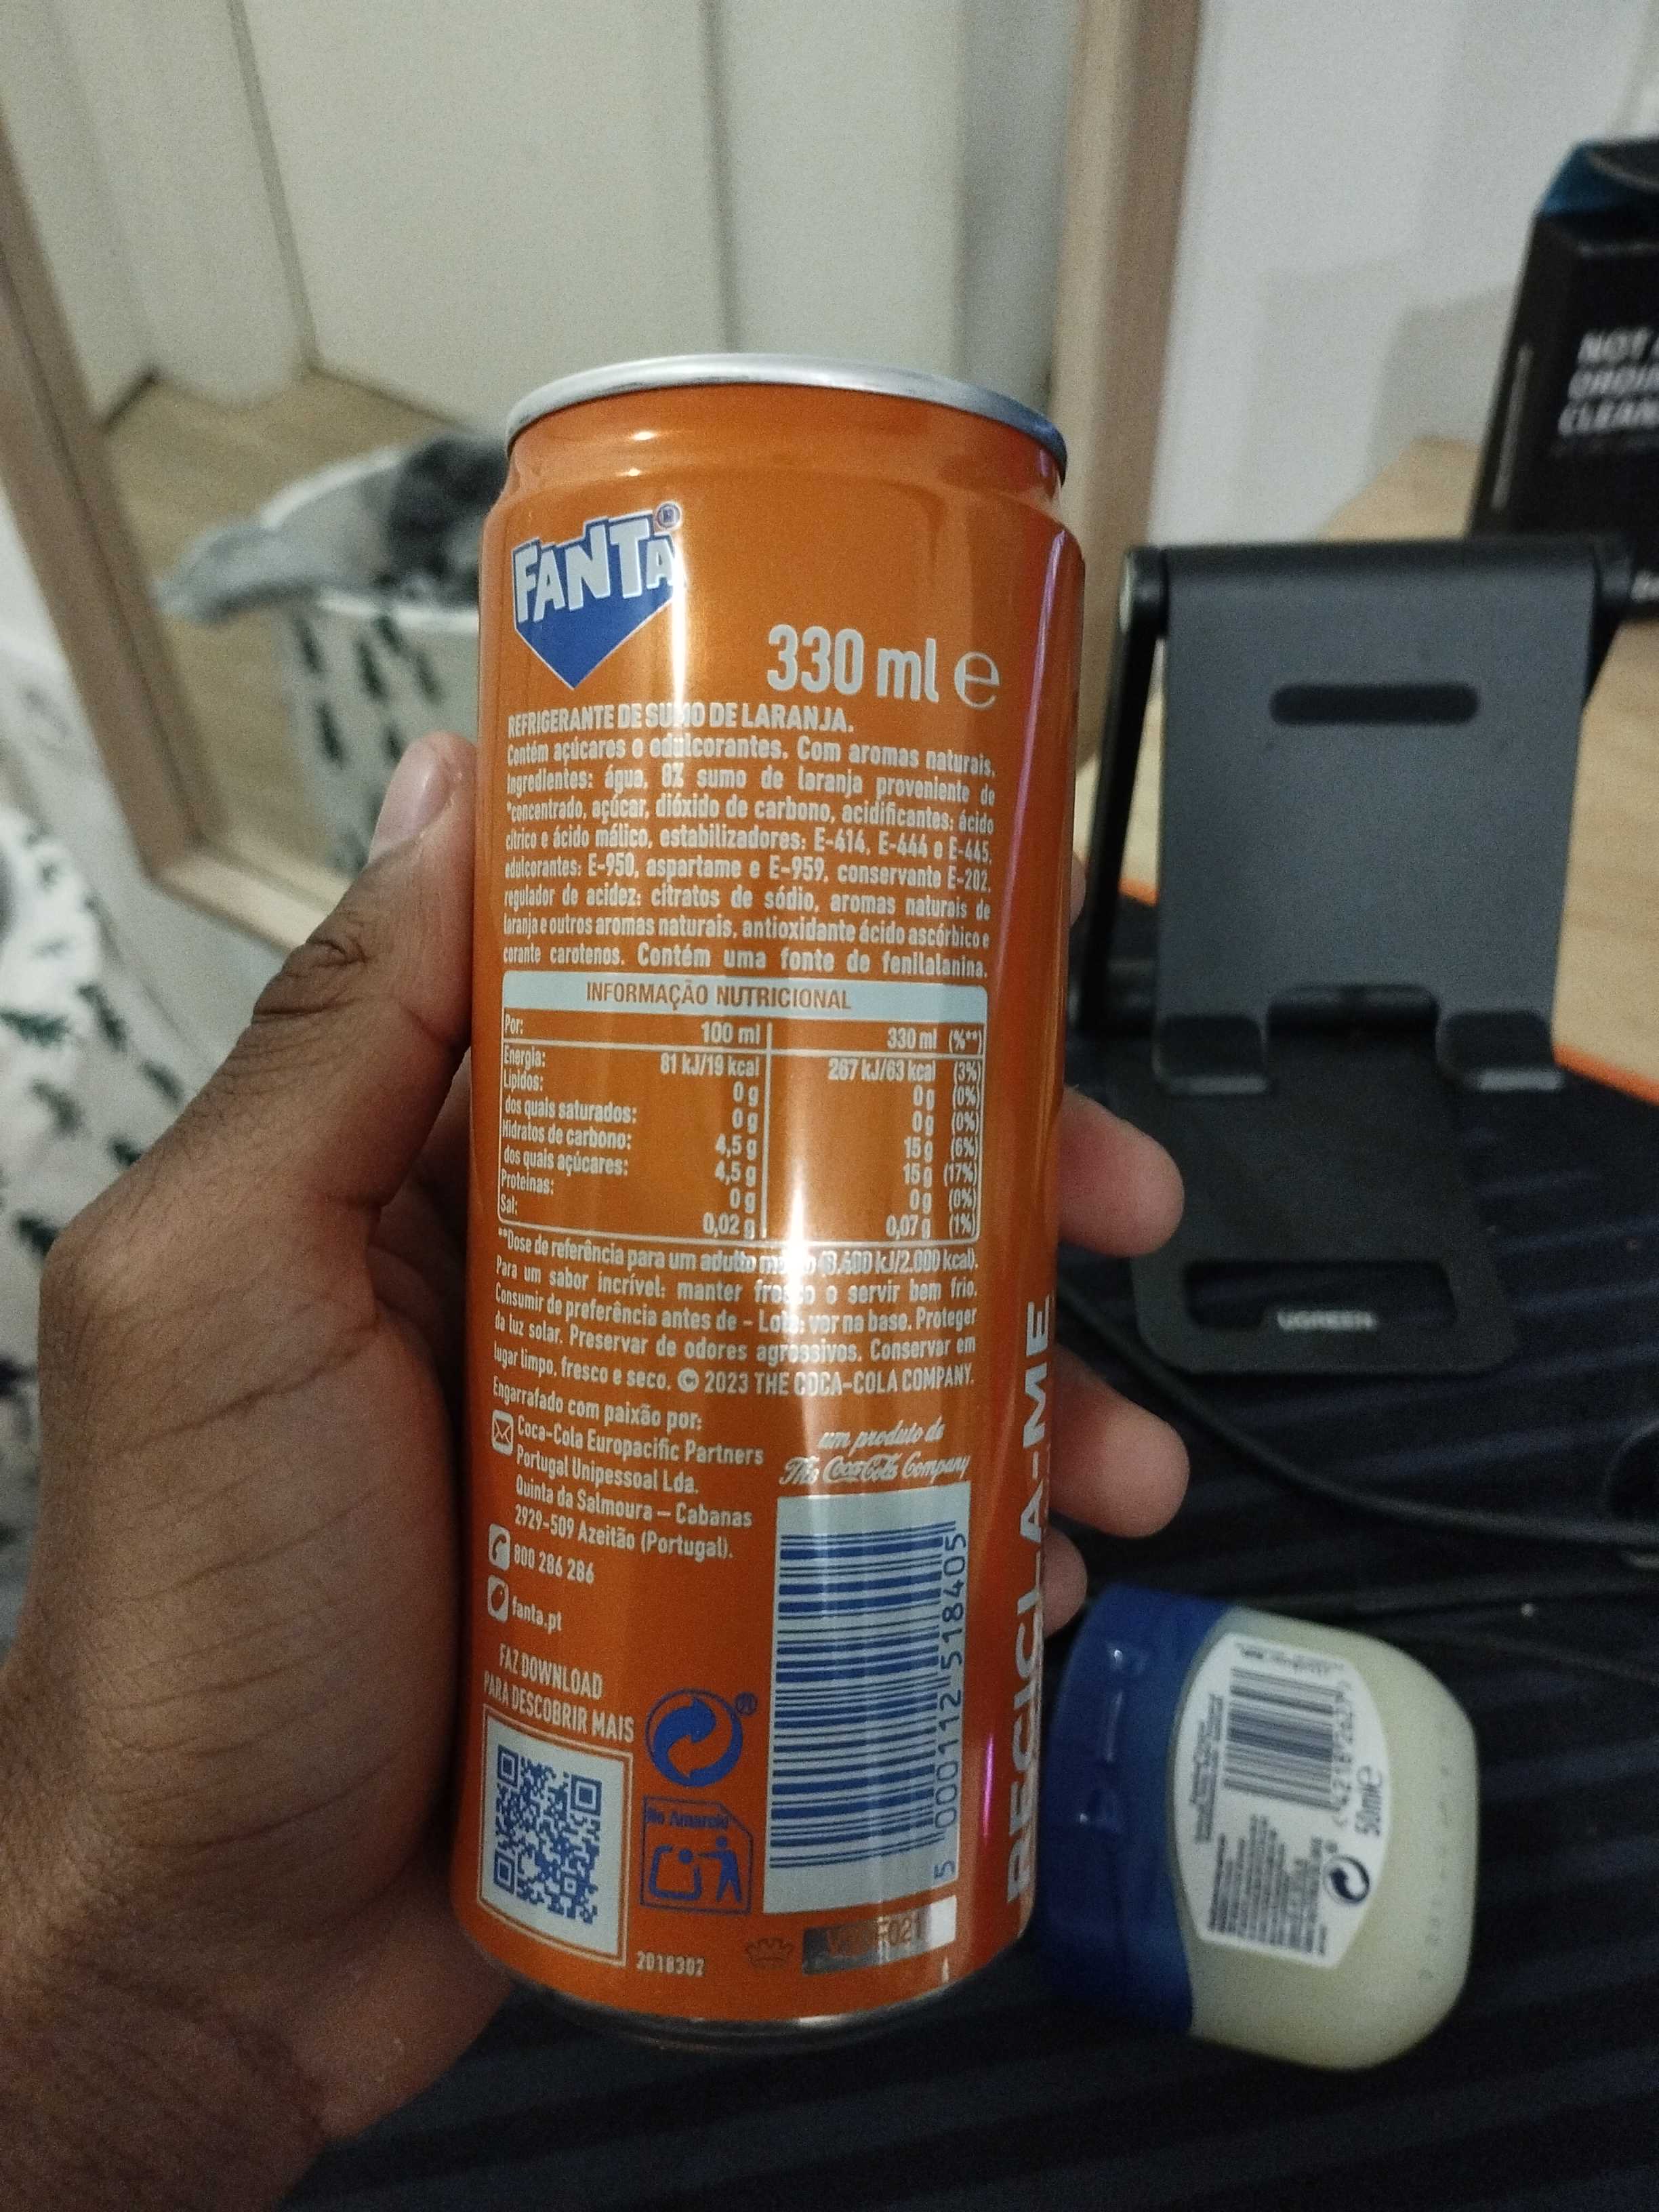 FANTA®
330 ml e
REFRIGERANTE DE SUMO DE LARANJA.
Contém açúcares e edulcorantes. Com aromas naturais.
Ingredientes: água, 8% sumo de laranja proveniente de
*concentrado, açúcar, dióxido de carbono, acidificantes: ácido
cítrico e ácido málico, estabilizadores: E-414, E-444 e E-445,
edulcorantes: E-950, aspartame e E-959, conservante E-202,
regulador de acidez: citratos de sódio, aromas naturais de
laranja e outros aromas naturais, antioxidante ácido ascórbico e
corante carotenos. Contém uma fonte de fenilalanina.
INFORMAÇÃO NUTRICIONAL
Por: 100 ml 330 ml (%**)
Energia: 81 kJ/19 kcal 267 kJ/63 kcal (3%)
Lípidos: 0 g 0 g (0%)
dos quais saturados: 0 g 0 g (0%)
Hidratos de carbono: 4,5 g 15 g (6%)
dos quais açúcares: 4,5 g 15 g (17%)
Proteínas: 0 g 0 g (0%)
Sal: 0,02 g 0,07 g (1%)
**Dose de referência para um adulto médio (8.400 kJ/2.000 kcal).
Para um sabor incrível: manter fresco e servir bem frio.
Consumir de preferência antes de - Lote: ver na base. Proteger
da luz solar. Preservar de odores agressivos. Conservar em
lugar limpo, fresco e seco. © 2023 THE COCA-COLA COMPANY.
Engarrafado com paixão por:
Coca-Cola Europacific Partners
Portugal Unipessoal Lda.
Quinta da Salmoura – Cabanas
2929-509 Azeitão (Portugal).
800 286 286
fanta.pt
um produto de
The Coca-Cola Company
FAZ DOWNLOAD
PARA DESCOBRIR MAIS
No Amarelo
5 000112 518405
2018302
RECICLA-ME
UGREEN
NOT
CLEAN
50ml e